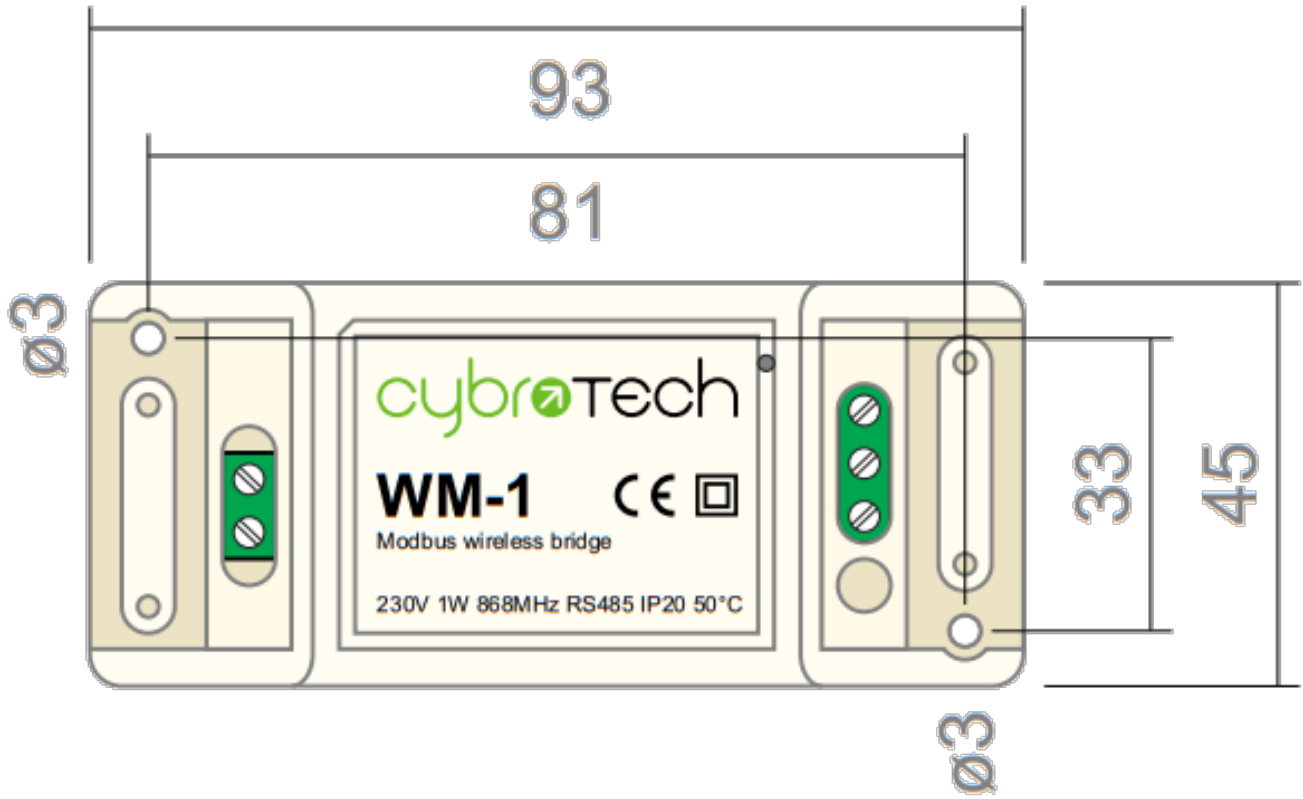 93
81
ø3
cybrotech
WM-1 CE
Modbus wireless bridge
230V 1W 868MHz RS485 IP20 50°C
33
45
ø3